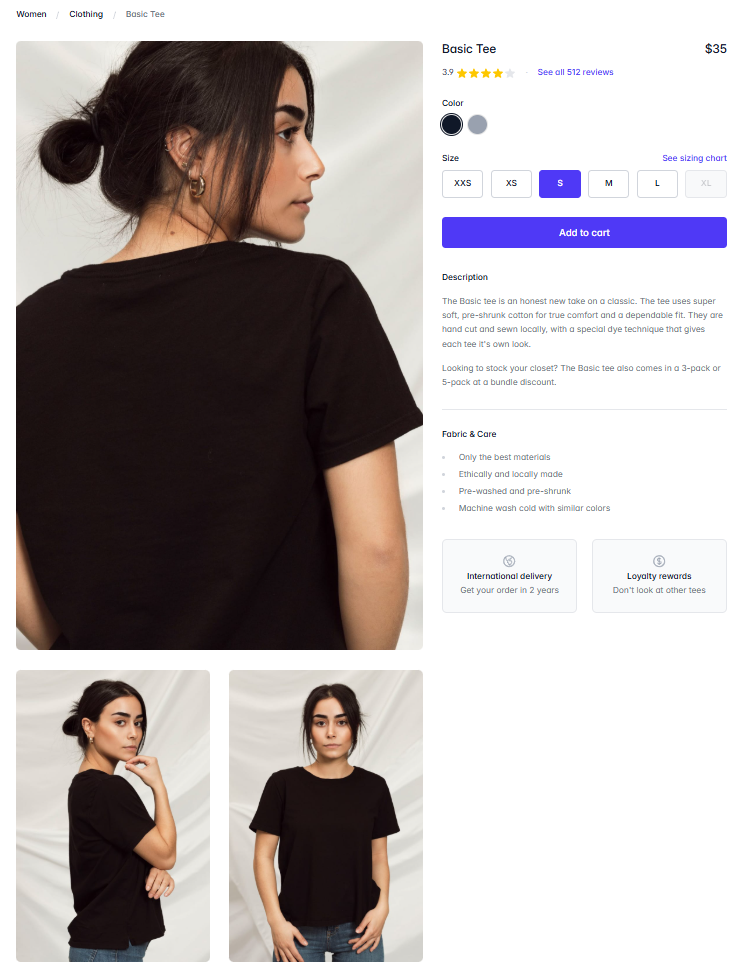 Women / Clothing / Basic Tee
Basic Tee $35
3.9 · See all 512 reviews
Color
Size See sizing chart
XXS XS S M L XL
Add to cart
Description
The Basic tee is an honest new take on a classic. The tee uses super
soft, pre-shrunk cotton for true comfort and a dependable fit. They are
hand cut and sewn locally, with a special dye technique that gives
each tee it's own look.
Looking to stock your closet? The Basic tee also comes in a 3-pack or
5-pack at a bundle discount.
Fabric & Care
• Only the best materials
• Ethically and locally made
• Pre-washed and pre-shrunk
• Machine wash cold with similar colors
International delivery
Get your order in 2 years
Loyalty rewards
Don't look at other tees